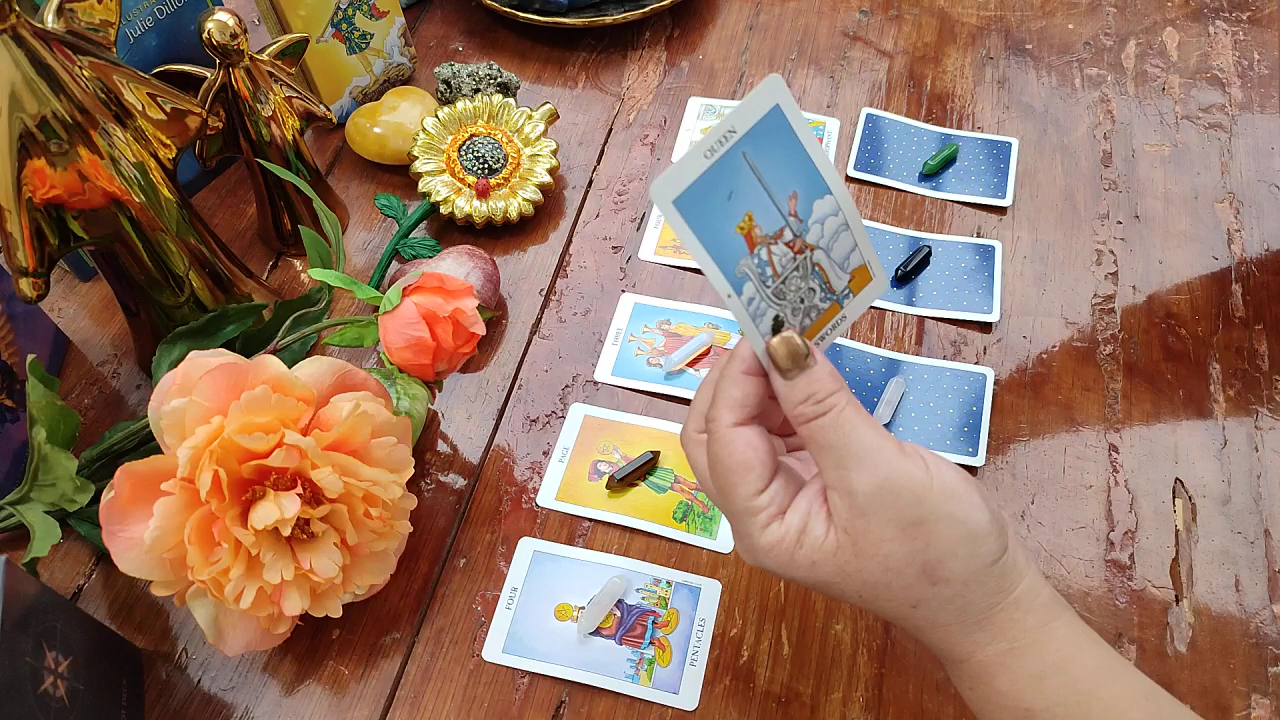 Julie Dillon
QUEEN
SWORDS
THREE
PAGE
FOUR
PENTACLES